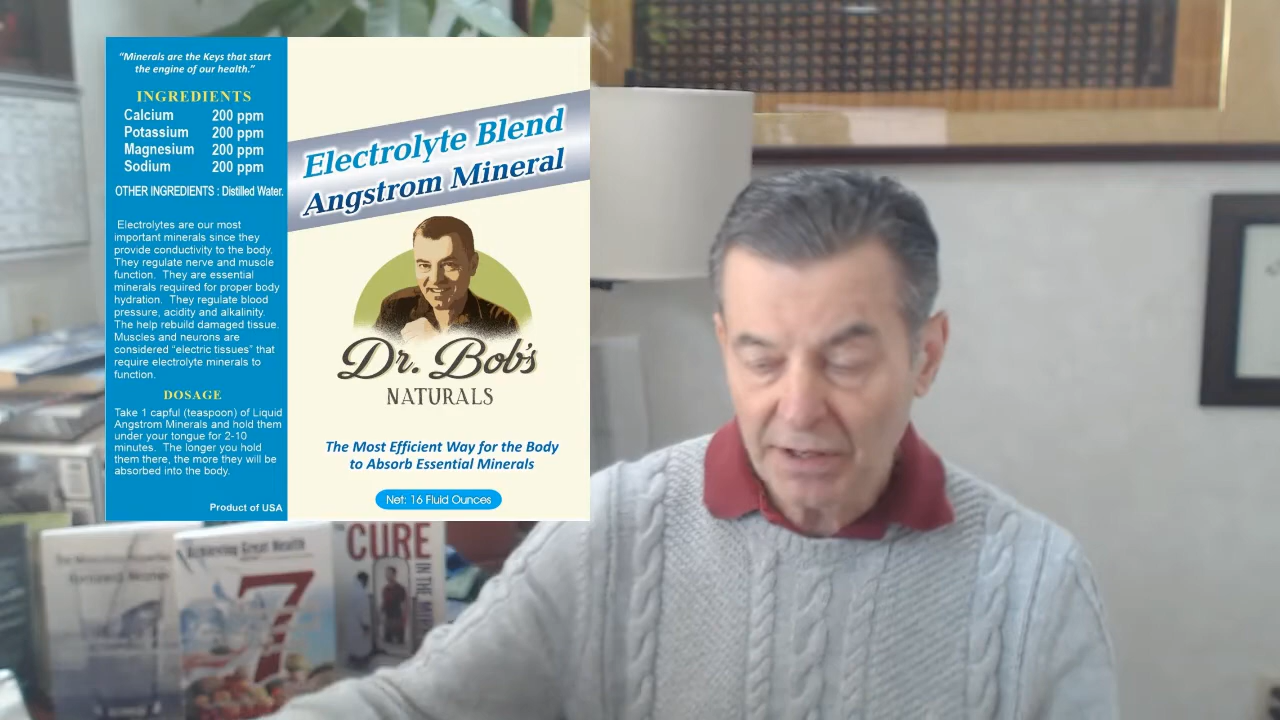 "Minerals are the Keys that start
the engine of our health."
INGREDIENTS
Calcium 200 ppm
Potassium 200 ppm
Magnesium 200 ppm
Sodium 200 ppm
OTHER INGREDIENTS : Distilled Water.
Electrolytes are our most
important minerals since they
provide conductivity to the body.
They regulate nerve and muscle
function. They are essential
minerals required for proper body
hydration. They regulate blood
pressure, acidity and alkalinity.
The help rebuild damaged tissue.
Muscles and neurons are
considered "electric tissues" that
require electrolyte minerals to
function.
DOSAGE
Take 1 capful (teaspoon) of Liquid
Angstrom Minerals and hold them
under your tongue for 2-10
minutes. The longer you hold
them there, the more they will be
absorbed into the body.
Product of USA
Electrolyte Blend
Angstrom Mineral
Dr. Bob's
NATURALS
The Most Efficient Way for the Body
to Absorb Essential Minerals
Net: 16 Fluid Ounces
Achieving Great Health
7
CURE
IN THE